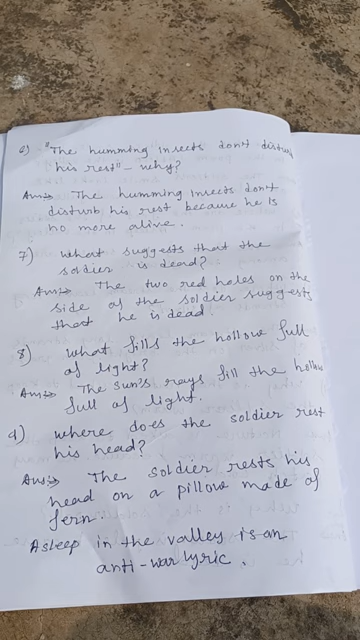 6) "The humming insects don't disturb
his rest" - why?
Ans:→ The humming insects don't
disturb his rest because he is
no more alive.
7) What suggests that the
soldier is dead?
Ans:→ The two red holes on the
side of the soldier suggests
that he is dead
8) What fills the hollow full
of light?
Ans:→ The sun's rays fill the hollow
full of light.
9) where does the soldier rest
his head?
Ans:→ The soldier rests his
head on a pillow made of
fern.
Asleep in the valley is an
anti-war lyric.